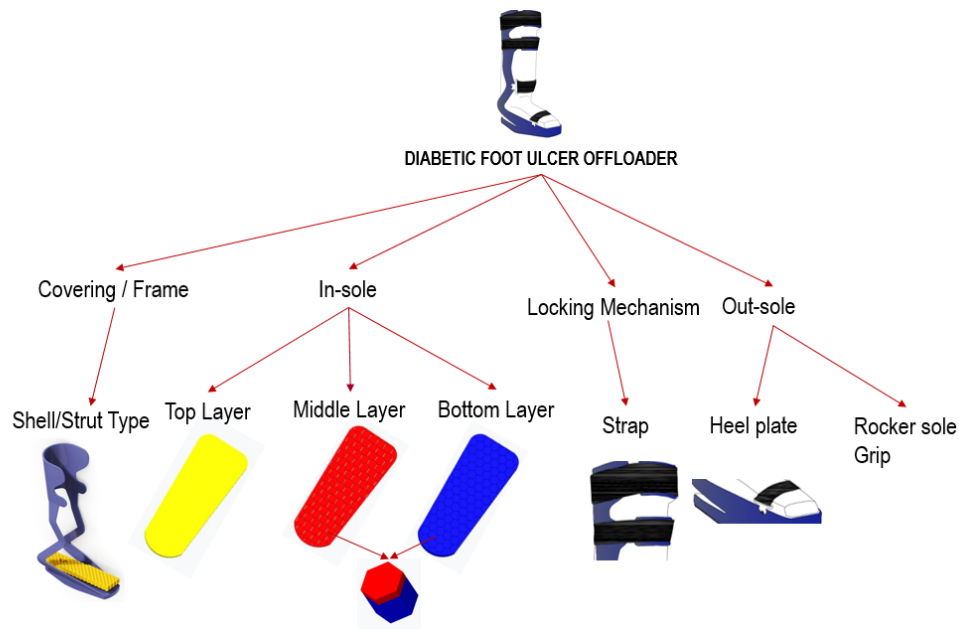 DIABETIC FOOT ULCER OFFLOADER
Covering / Frame
In-sole
Locking Mechanism
Out-sole
Shell/Strut Type
Top Layer
Middle Layer
Bottom Layer
Strap
Heel plate
Rocker sole
Grip